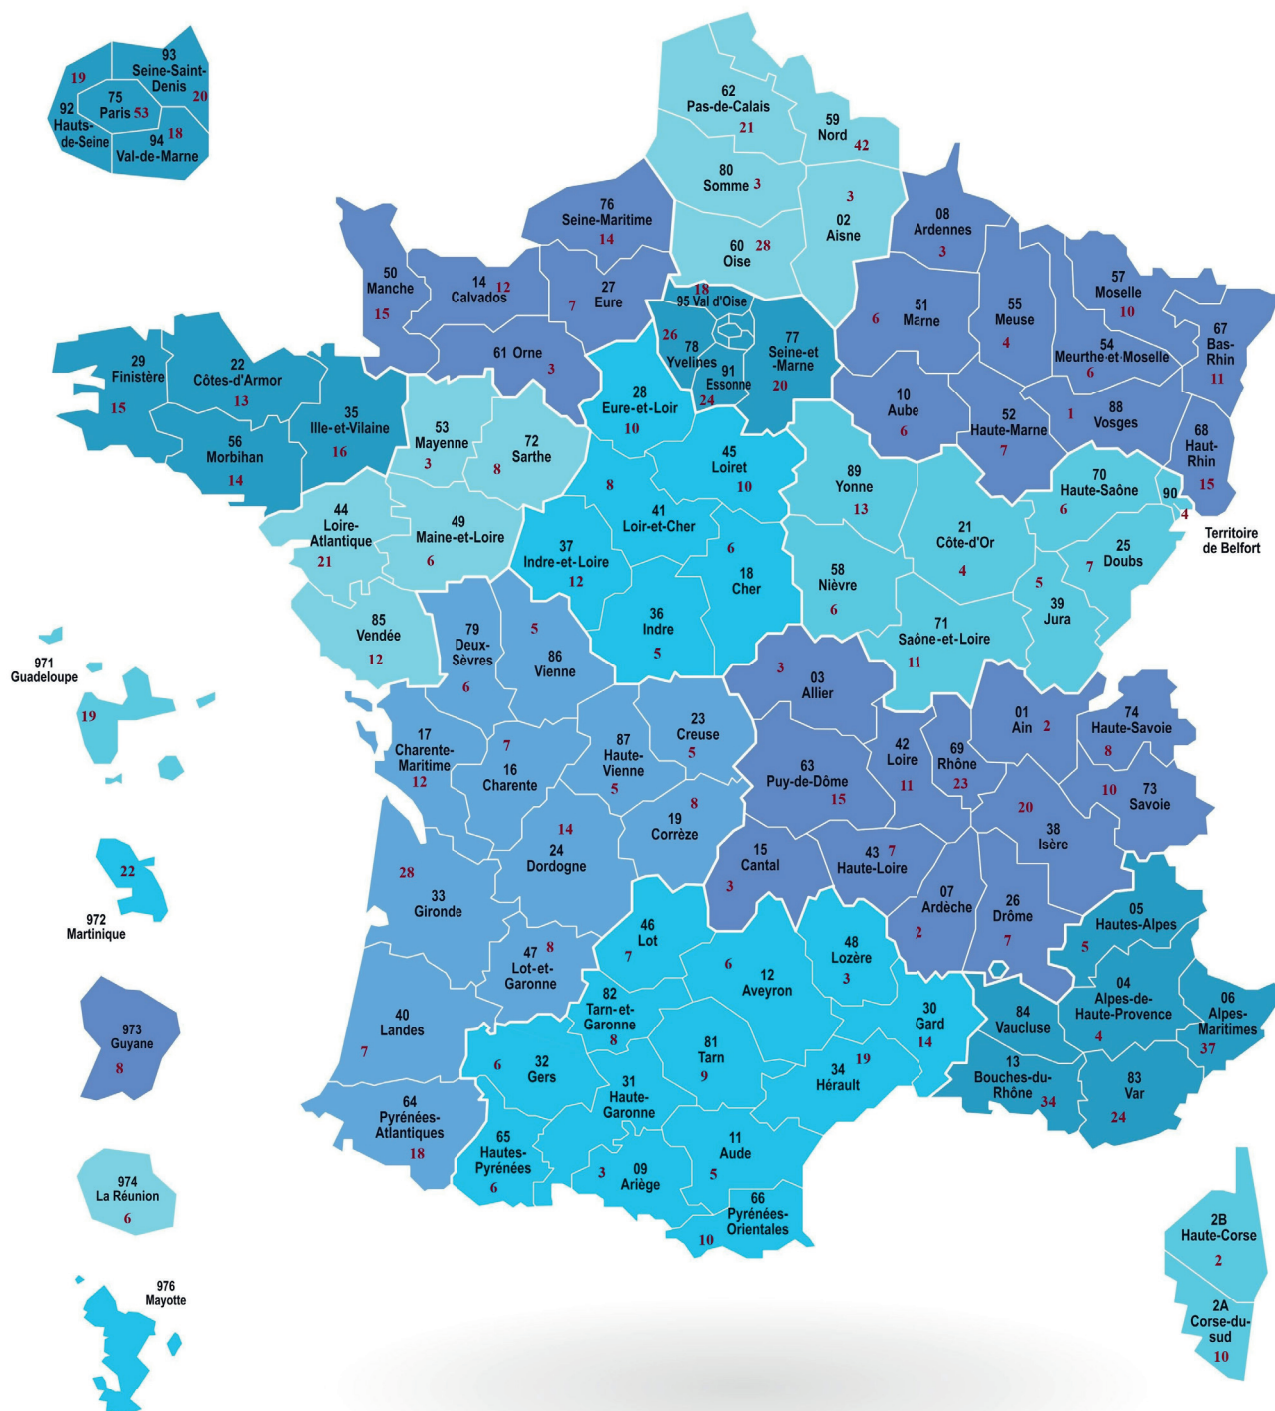 93
Seine-Saint-
Denis
20
19
75
Paris 53
92
Hauts-
de-Seine
18
94
Val-de-Marne
62
Pas-de-Calais
21
59
Nord
42
80
Somme 3
3
02
Aisne
60
Oise
28
76
Seine-Maritime
14
08
Ardennes
3
50
Manche
15
14
Calvados
12
27
Eure
7
61 Orne
3
18
95 Val d'Oise
26
78
Yvelines
91
Essonne
24
77
Seine-et
-Marne
20
51
Marne
6
55
Meuse
4
57
Moselle
10
54
Meurthe-et-Moselle
6
67
Bas-
Rhin
11
10
Aube
6
52
Haute-Marne
7
1
88
Vosges
68
Haut-
Rhin
15
29
Finistère
15
22
Côtes-d'Armor
13
35
Ille-et-Vilaine
16
56
Morbihan
14
53
Mayenne
3
72
Sarthe
8
28
Eure-et-Loir
10
45
Loiret
10
8
41
Loir-et-Cher
89
Yonne
13
70
Haute-Saône
6
90
4
Territoire
de Belfort
44
Loire-
Atlantique
21
49
Maine-et-Loire
6
37
Indre-et-Loire
12
6
18
Cher
58
Nièvre
6
21
Côte-d'Or
4
25
Doubs
7
5
39
Jura
85
Vendée
12
79
Deux-
Sèvres
6
5
86
Vienne
36
Indre
5
71
Saône-et-Loire
11
971
Guadeloupe
19
3
03
Allier
01
Ain 2
74
Haute-Savoie
8
17
Charente-
Maritime
12
7
16
Charente
87
Haute-
Vienne
5
23
Creuse
5
63
Puy-de-Dôme
15
42
Loire
11
69
Rhône
23
10
73
Savoie
20
38
Isère
14
24
Dordogne
8
19
Corrèze
15
Cantal
3
43
Haute-Loire
7
07
Ardèche
2
26
Drôme
7
22
972
Martinique
28
33
Gironde
8
47
Lot-et-
Garonne
46
Lot
7
6
12
Aveyron
48
Lozère
3
05
Hautes-Alpes
5
04
Alpes-de-
Haute-Provence
4
06
Alpes-
Maritimes
37
973
Guyane
8
40
Landes
7
82
Tarn-et-
Garonne
8
81
Tarn
9
30
Gard
14
84
Vaucluse
32
Gers
6
31
Haute-
Garonne
34
Hérault
19
13
Bouches-du-
Rhône
34
83
Var
24
64
Pyrénées-
Atlantiques
18
65
Hautes-
Pyrénées
6
3
09
Ariège
11
Aude
5
66
Pyrénées-
Orientales
10
974
La Réunion
6
2B
Haute-Corse
2
976
Mayotte
2A
Corse-du-
sud
10